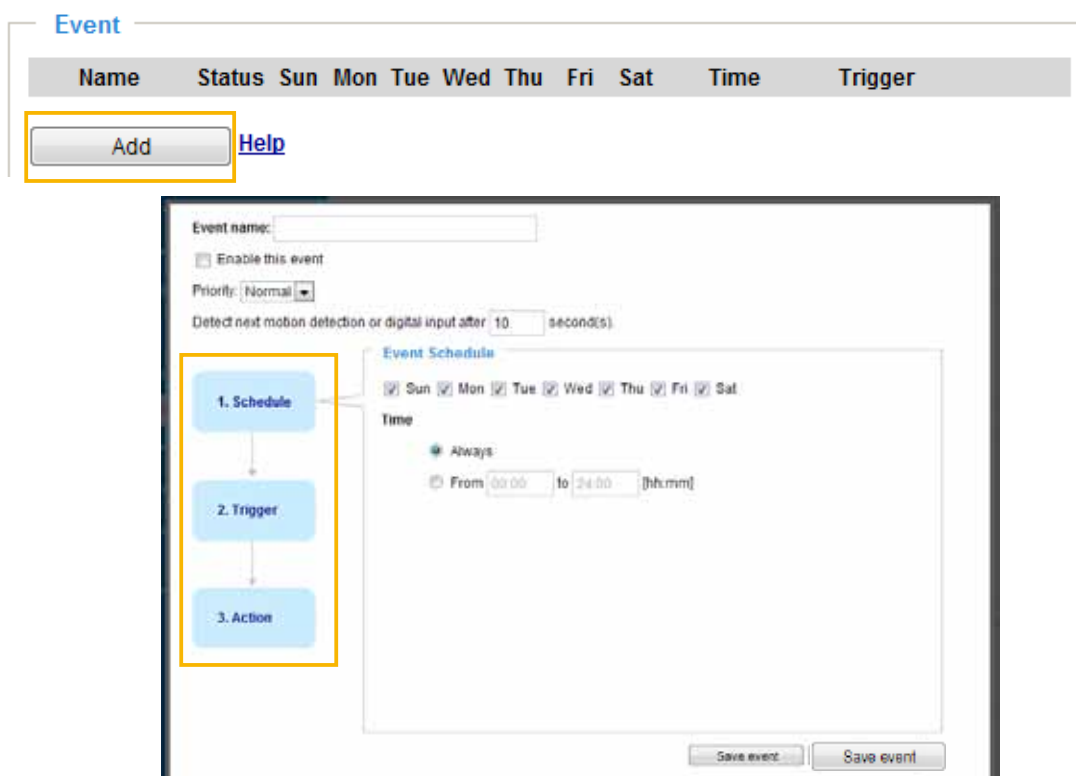 Event
Name Status Sun Mon Tue Wed Thu Fri Sat Time Trigger
Add Help
Event name:
Enable this event
Priority: Normal
Detect next motion detection or digital input after 10 second(s).
Event Schedule
1. Schedule
Sun Mon Tue Wed Thu Fri Sat
Time
Always
From 00:00 to 24:00 [hh:mm]
2. Trigger
3. Action
Save event Save event